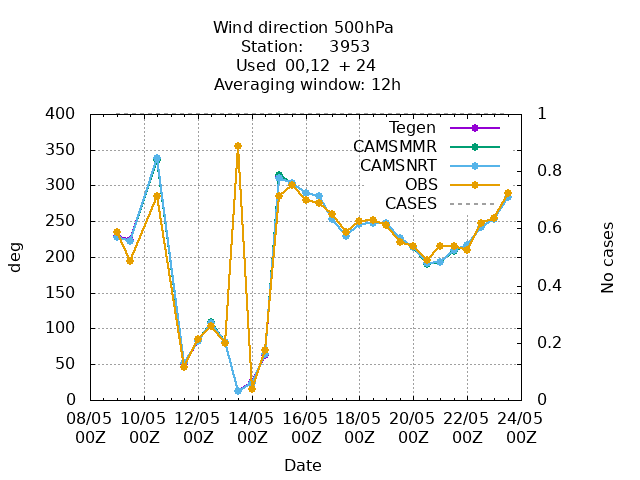 Wind direction 500hPa
Station:     3953
Used  00,12  + 24
Averaging window: 12h
400 350 300 250 200 150 100 50 0
deg
Tegen
CAMSMMR
CAMSNRT
OBS
CASES
1 0.8 0.6 0.4 0.2 0
No cases
08/05 10/05 12/05 14/05 16/05 18/05 20/05 22/05 24/05
00Z 00Z 00Z 00Z 00Z 00Z 00Z 00Z 00Z
Date